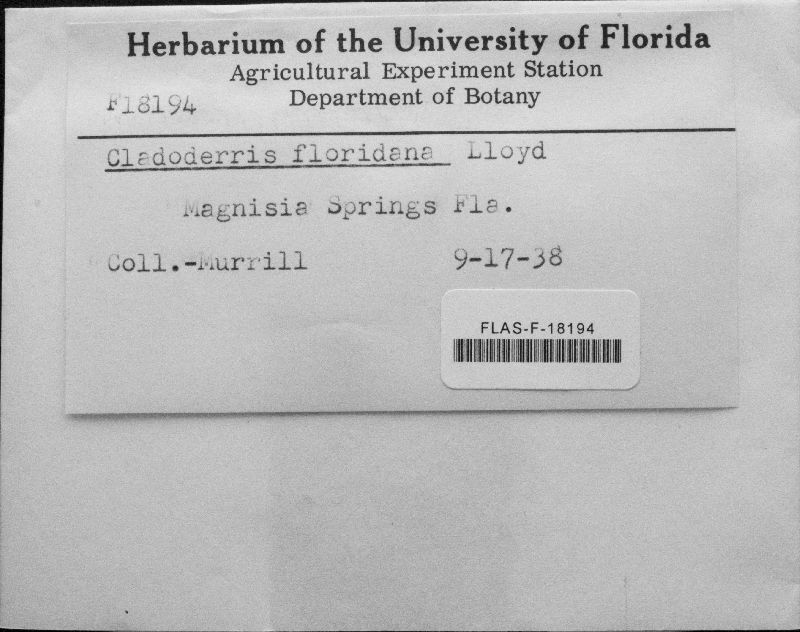 Herbarium of the University of Florida
Agricultural Experiment Station
F18194 Department of Botany
Cladoderris floridana Lloyd
Magnisia Springs Fla.
Coll.-Murrill 9-17-38
FLAS-F-18194